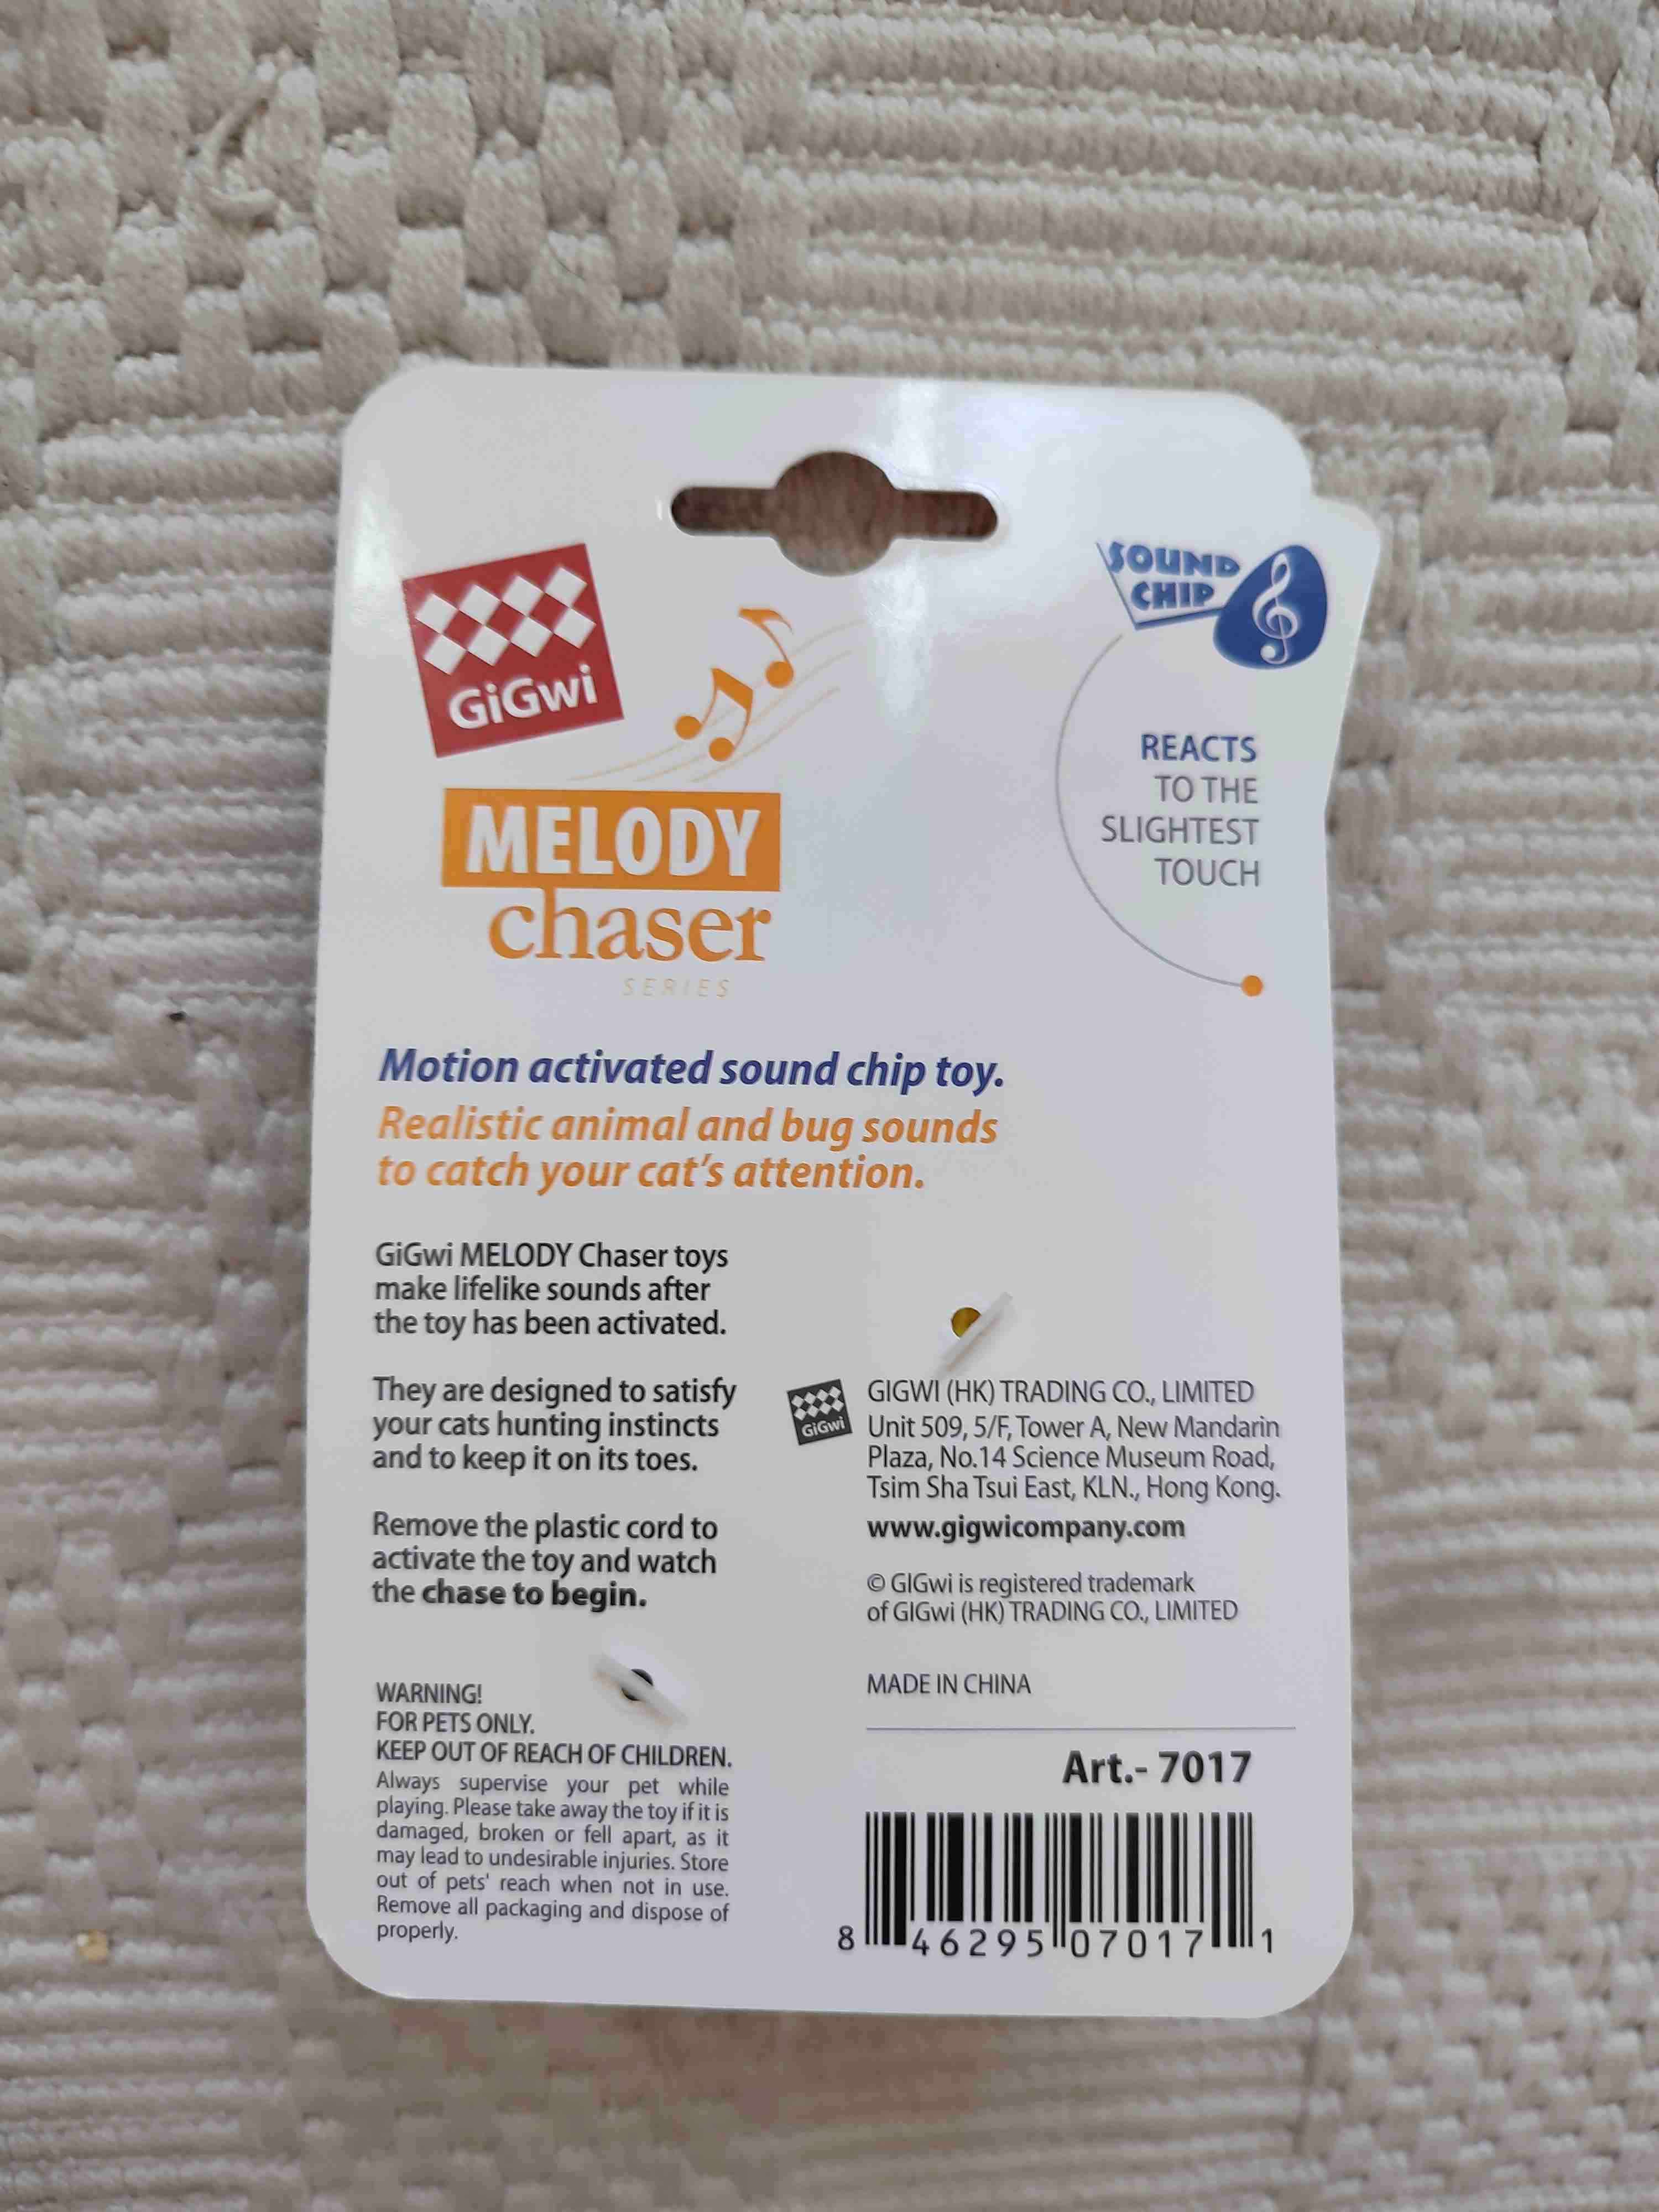 GiGwi
SOUND
CHIP
REACTS
TO THE
SLIGHTEST
TOUCH
MELODY
chaser
SERIES
Motion activated sound chip toy.
Realistic animal and bug sounds
to catch your cat's attention.
GiGwi MELODY Chaser toys
make lifelike sounds after
the toy has been activated.
They are designed to satisfy
your cats hunting instincts
and to keep it on its toes.
Remove the plastic cord to
activate the toy and watch
the chase to begin.
WARNING!
FOR PETS ONLY.
KEEP OUT OF REACH OF CHILDREN.
Always supervise your pet while
playing. Please take away the toy if it is
damaged, broken or fell apart, as it
may lead to undesirable injuries. Store
out of pets' reach when not in use.
Remove all packaging and dispose of
properly.
GiGwi
GIGWI (HK) TRADING CO., LIMITED
Unit 509, 5/F, Tower A, New Mandarin
Plaza, No.14 Science Museum Road,
Tsim Sha Tsui East, KLN., Hong Kong.
www.gigwicompany.com
© GIGwi is registered trademark
of GIGwi (HK) TRADING CO., LIMITED
MADE IN CHINA
Art.- 7017
8 46295 07017 1